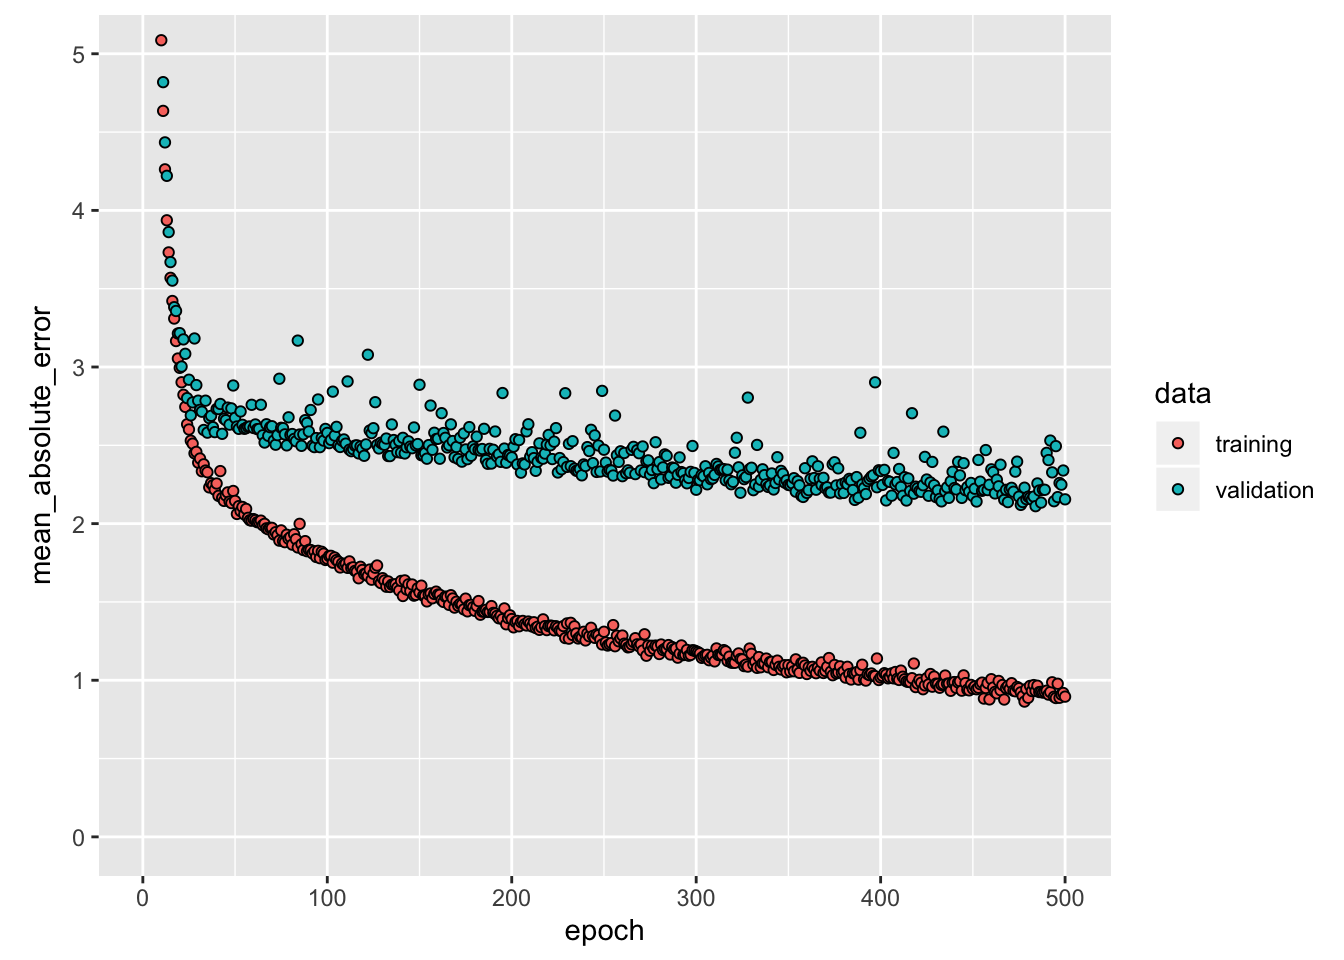 5
4
3
2
1
0
mean_absolute_error
0 100 200 300 400 500
epoch
data
training
validation